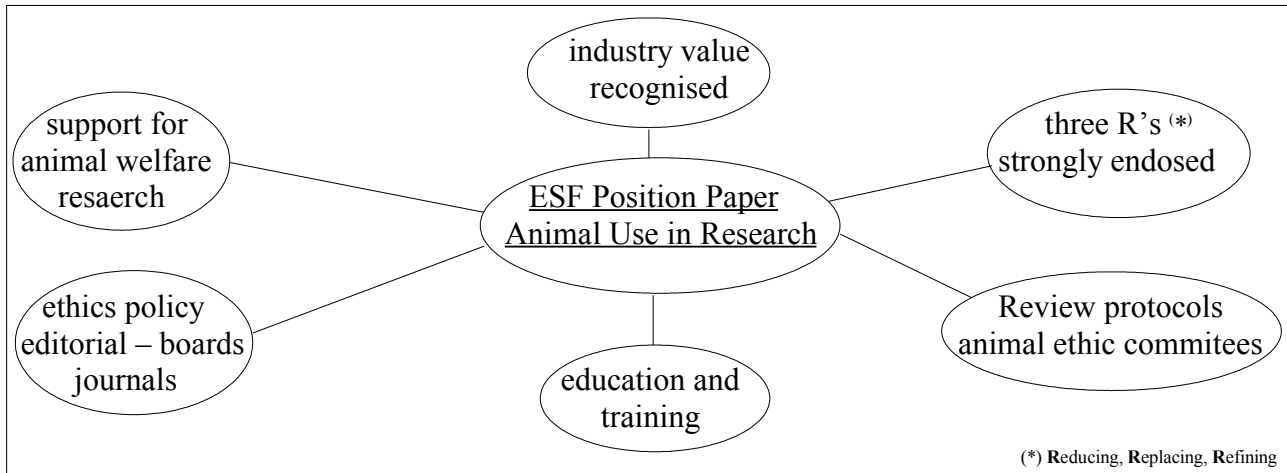 industry value
recognised
support for
animal welfare
resaerch
three R’s (*)
strongly endosed
ESF Position Paper
Animal Use in Research
ethics policy
editorial – boards
journals
Review protocols
animal ethic commitees
education and
training
(*) Reducing, Replacing, Refining